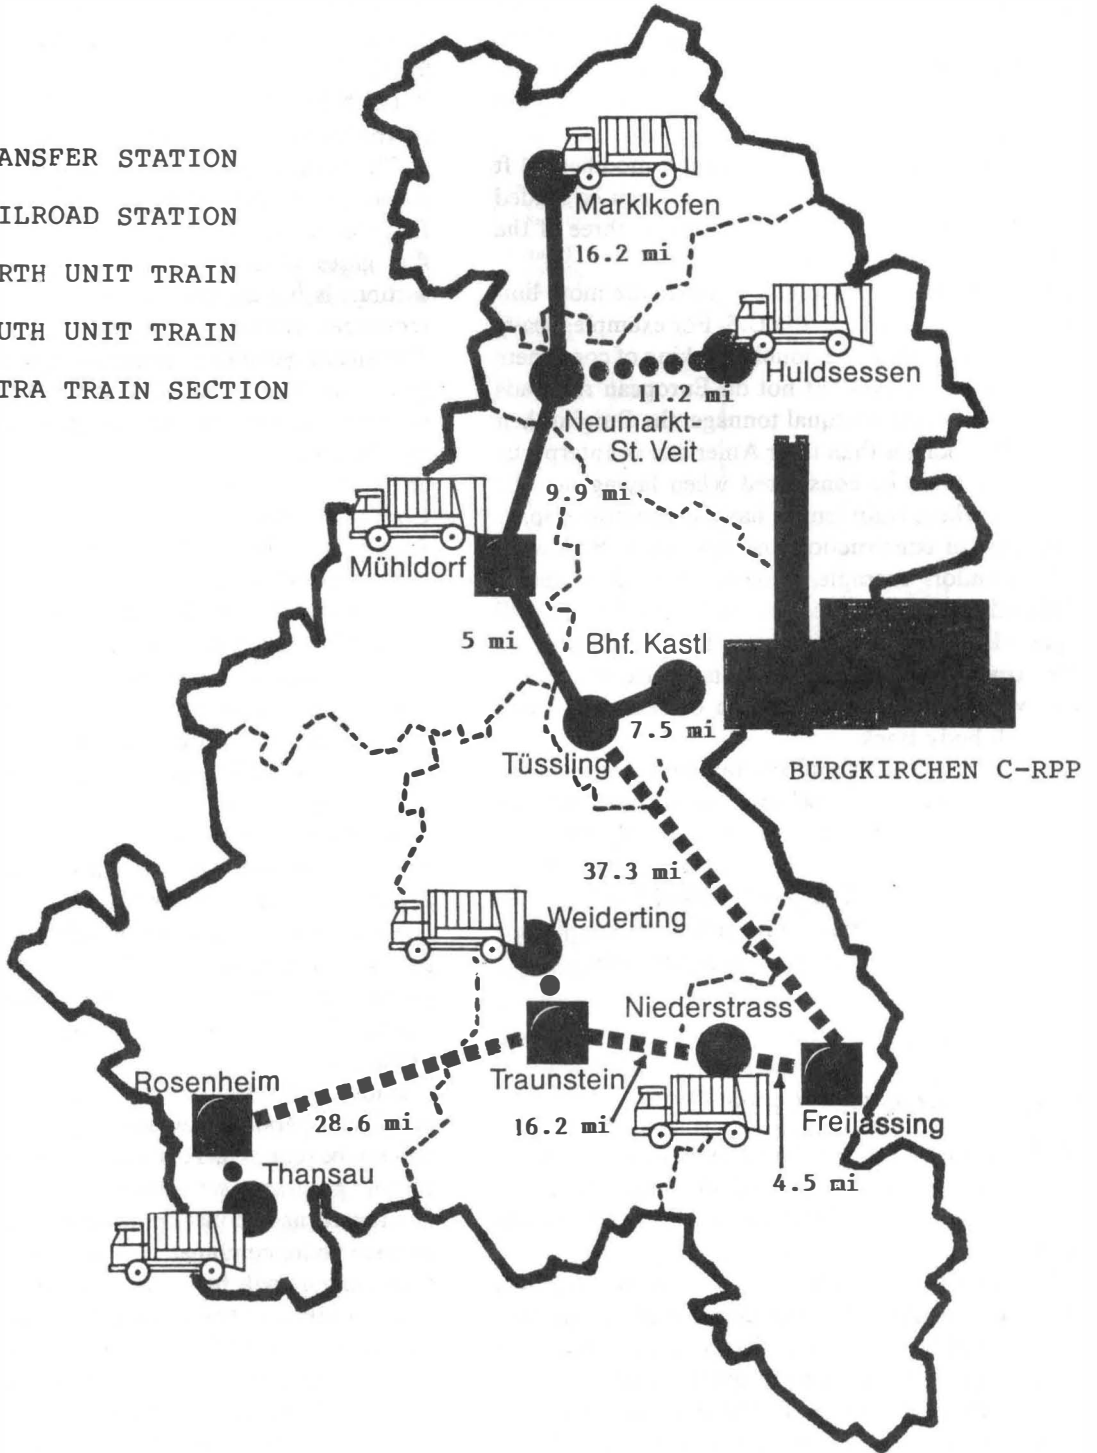 ANSFER STATION
ILROAD STATION
RTH UNIT TRAIN
UTH UNIT TRAIN
TRA TRAIN SECTION
Marklkofen
16.2 mi
Huldsessen
1.2 mi
Neumarkt-
St. Veit
9.9 mi
Mühldorf
5 mi
Bhf. Kastl
7.5 mi
Tüssling
BURGKIRCHEN C-RPP
37.3 mi
Weiderting
Niederstrass
Traunstein
Rosenheim
28.6 mi
16.2 mi
Freilassing
Thansau
4.5 mi